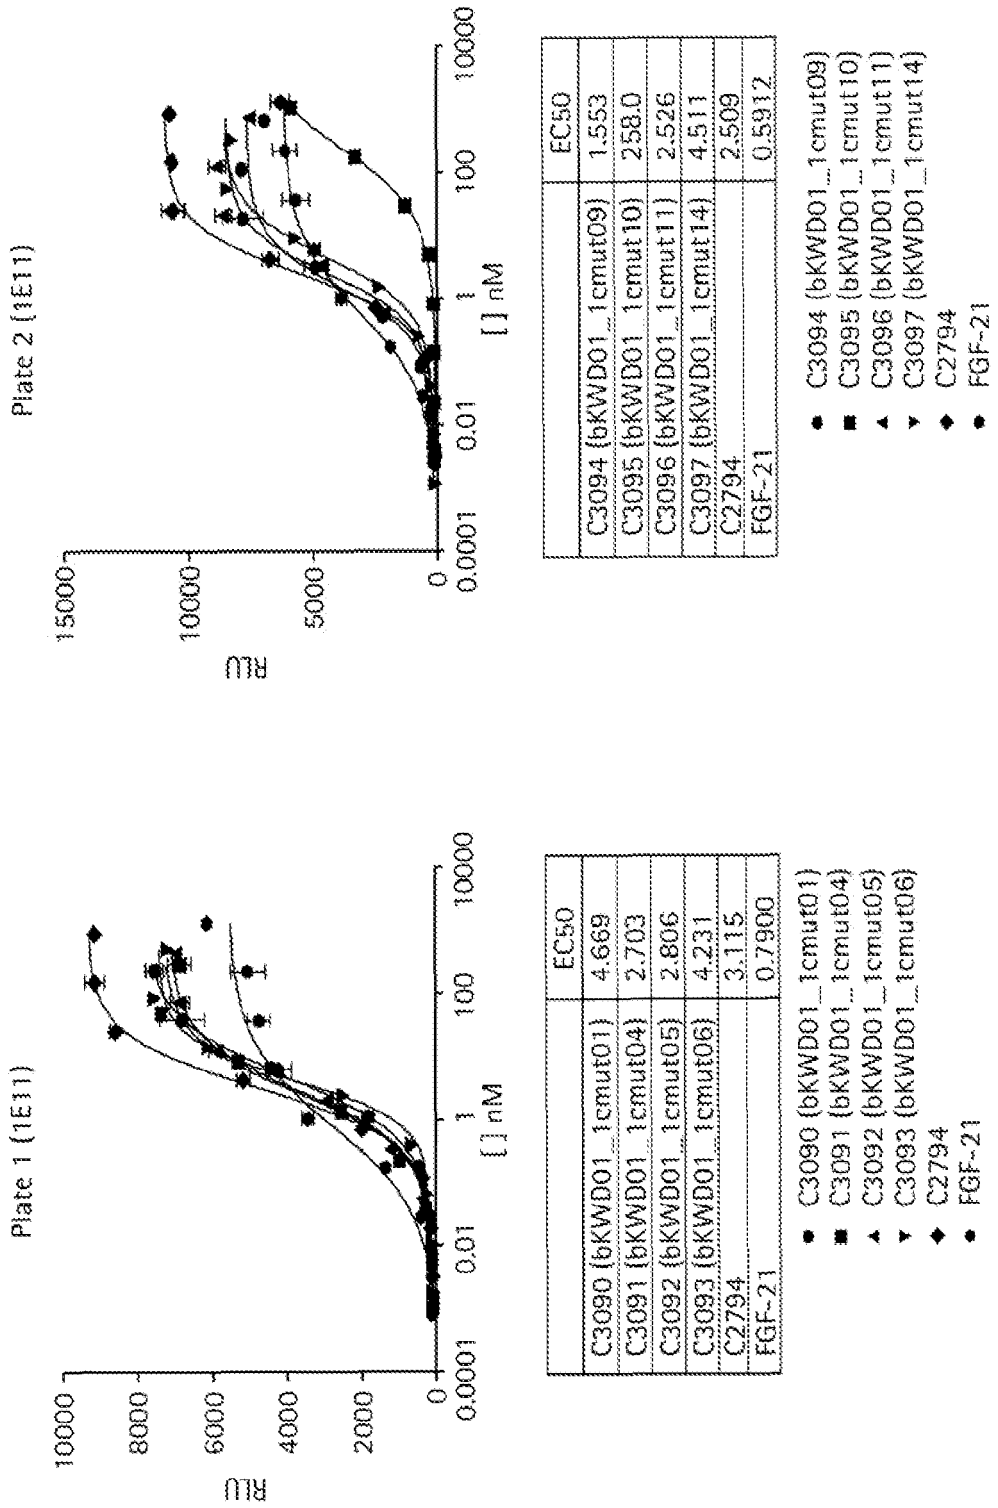 Plate 1 (1E11)
RLU
10000
8000
6000
4000
2000
0
0.0001
0.01
1
100
10000
[ ] nM
EC50
C3090 (bKWD01_1cmut01) 4.669
C3091 (bKWD01_1cmut04) 2.703
C3092 (bKWD01_1cmut05) 2.806
C3093 (bKWD01_1cmut06) 4.231
C2794 3.115
FGF-21 0.7900
C3090 (bKWD01_1cmut01)
C3091 (bKWD01_1cmut04)
C3092 (bKWD01_1cmut05)
C3093 (bKWD01_1cmut06)
C2794
FGF-21
Plate 2 (1E11)
RLU
15000
10000
5000
0
0.0001
0.01
1
100
10000
[ ] nM
EC50
C3094 (bKWD01_1cmut09) 1.553
C3095 (bKWD01_1cmut10) 258.0
C3096 (bKWD01_1cmut11) 2.526
C3097 (bKWD01_1cmut14) 4.511
C2794 2.509
FGF-21 0.5912
C3094 (bKWD01_1cmut09)
C3095 (bKWD01_1cmut10)
C3096 (bKWD01_1cmut11)
C3097 (bKWD01_1cmut14)
C2794
FGF-21